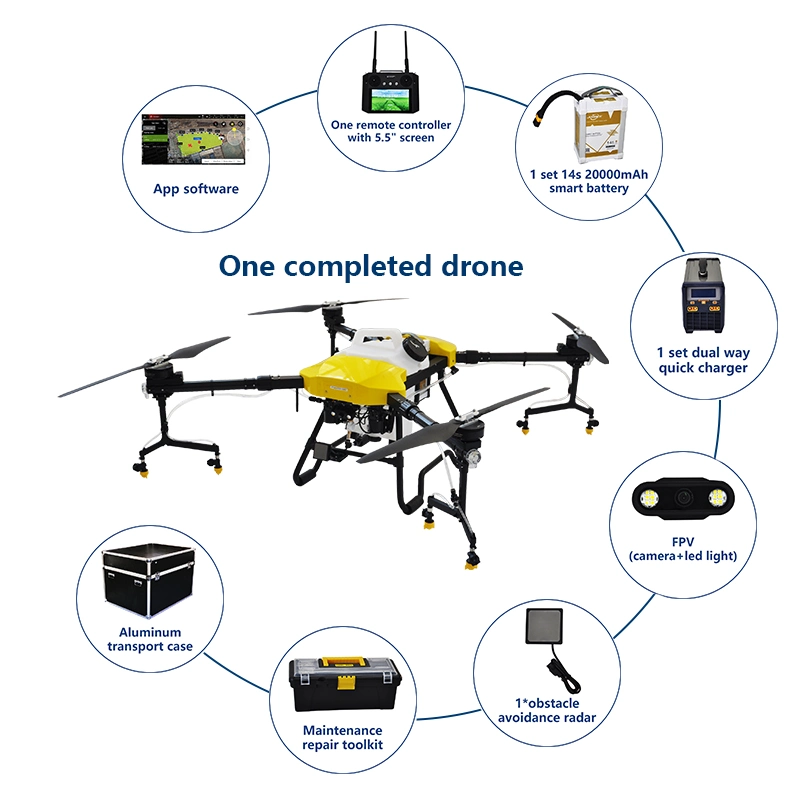 One remote controller
with 5.5" screen
App software
1 set 14s 20000mAh
smart battery
One completed drone
1 set dual way
quick charger
FPV
(camera+led light)
Aluminum
transport case
1*obstacle
avoidance radar
Maintenance
repair toolkit